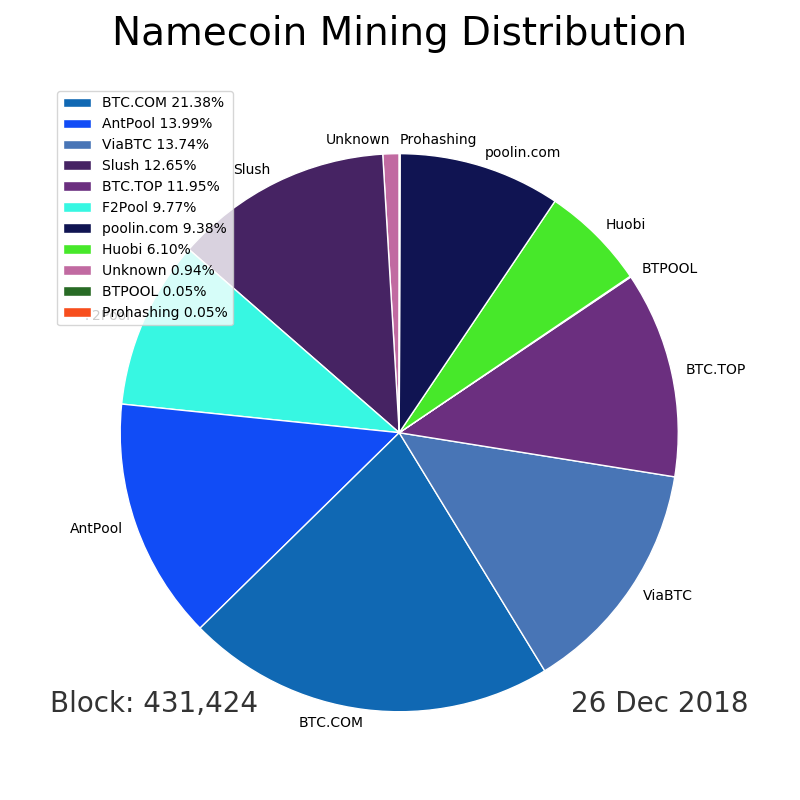 Namecoin Mining Distribution
BTC.COM 21.38%
AntPool 13.99%
ViaBTC 13.74%
Slush 12.65%
BTC.TOP 11.95%
F2Pool 9.77%
poolin.com 9.38%
Huobi 6.10%
Unknown 0.94%
BTPOOL 0.05%
Prohashing 0.05%
Unknown
Prohashing
poolin.com
Slush
Huobi
BTPOOL
F2Pool
BTC.TOP
AntPool
ViaBTC
Block: 431,424
26 Dec 2018
BTC.COM